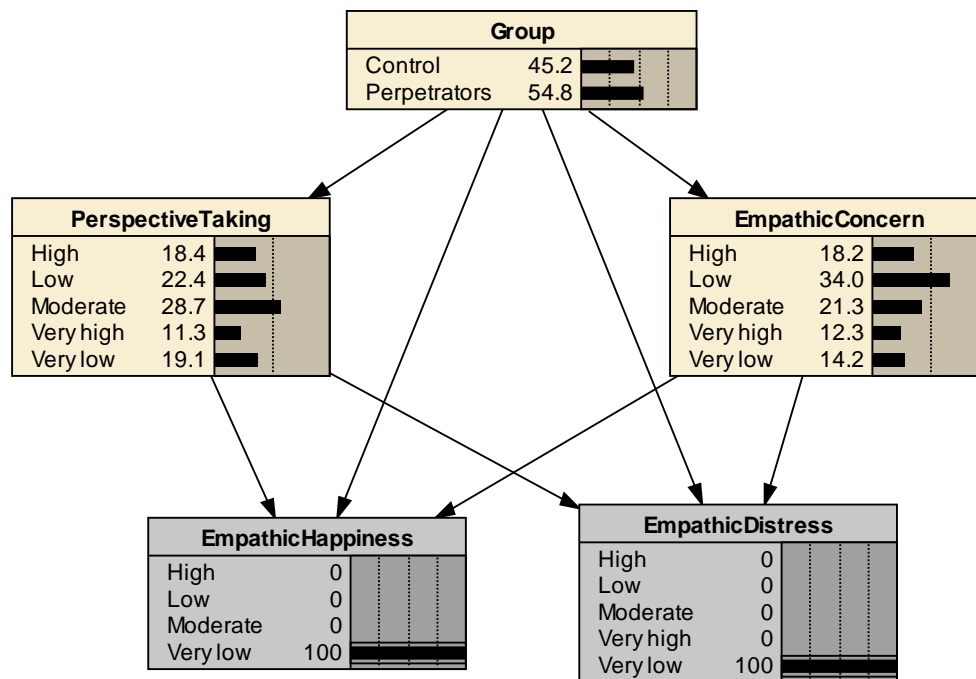 Group
Control 45.2
Perpetrators 54.8
PerspectiveTaking
High 18.4
Low 22.4
Moderate 28.7
Very high 11.3
Very low 19.1
EmpathicConcern
High 18.2
Low 34.0
Moderate 21.3
Very high 12.3
Very low 14.2
EmpathicHappiness
High 0
Low 0
Moderate 0
Very low 100
EmpathicDistress
High 0
Low 0
Moderate 0
Very high 0
Very low 100